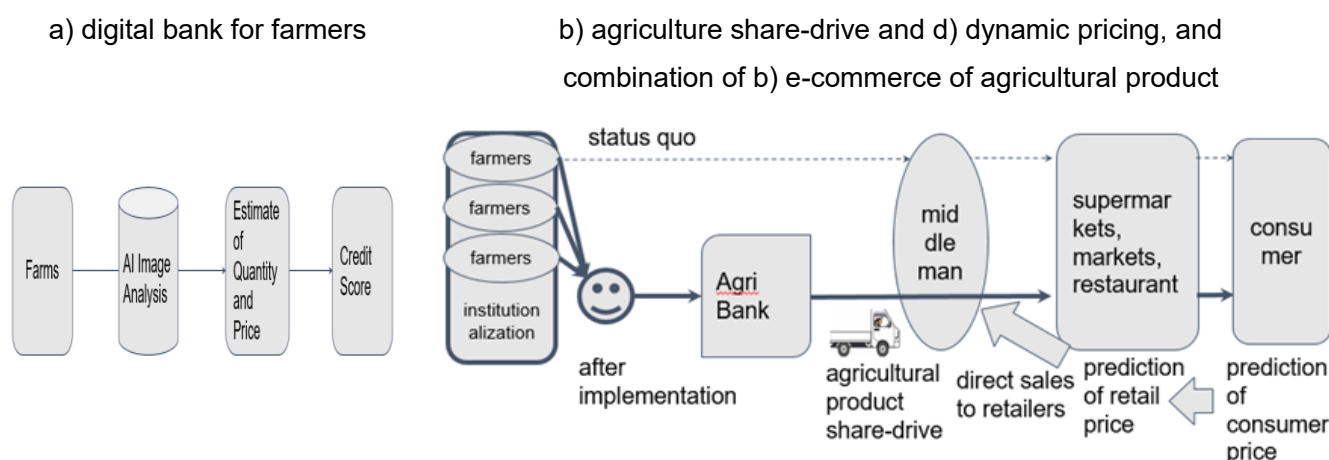 a) digital bank for farmers
b) agriculture share-drive and d) dynamic pricing, and
combination of b) e-commerce of agricultural product
Farms
AI Image
Analysis
Estimate
of
Quantity
and
Price
Credit
Score
farmers
farmers
farmers
institution
alization
status quo
after
implementation
Agri
Bank
agricultural
product
share-drive
mid
dle
man
direct sales
to retailers
supermar
kets,
markets,
restaurant
prediction
of retail
price
consu
mer
prediction
of
consumer
price